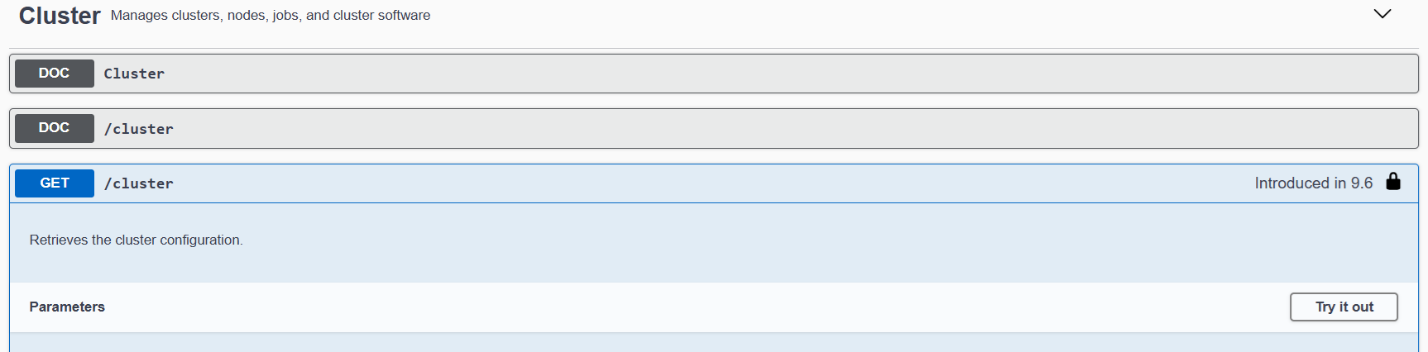 Cluster Manages clusters, nodes, jobs, and cluster software
DOC Cluster
DOC /cluster
GET /cluster Introduced in 9.6
Retrieves the cluster configuration.
Parameters Try it out